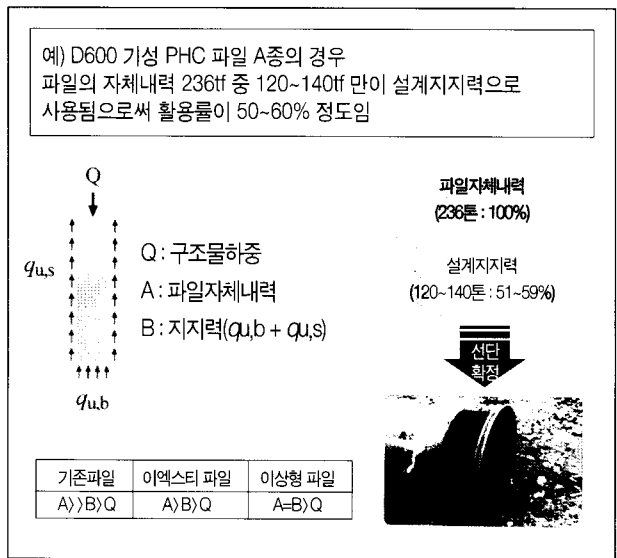 예) D600 기성 PHC 파일 A종의 경우
파일의 자체내력 236tf 중 120~140tf 만이 설계지지력으로
사용됨으로써 활용률이 50~60% 정도임
Q
qu,s
qu,b
Q : 구조물하중
A : 파일자체내력
B : 지지력(qu,b + qu,s)
파일자체내력
(236톤 : 100%)
설계지지력
(120~140톤 : 51~59%)
선단
확정
기존파일 이엑스티 파일 이상형 파일
A〉〉B〉Q A〉B〉Q A=B〉Q